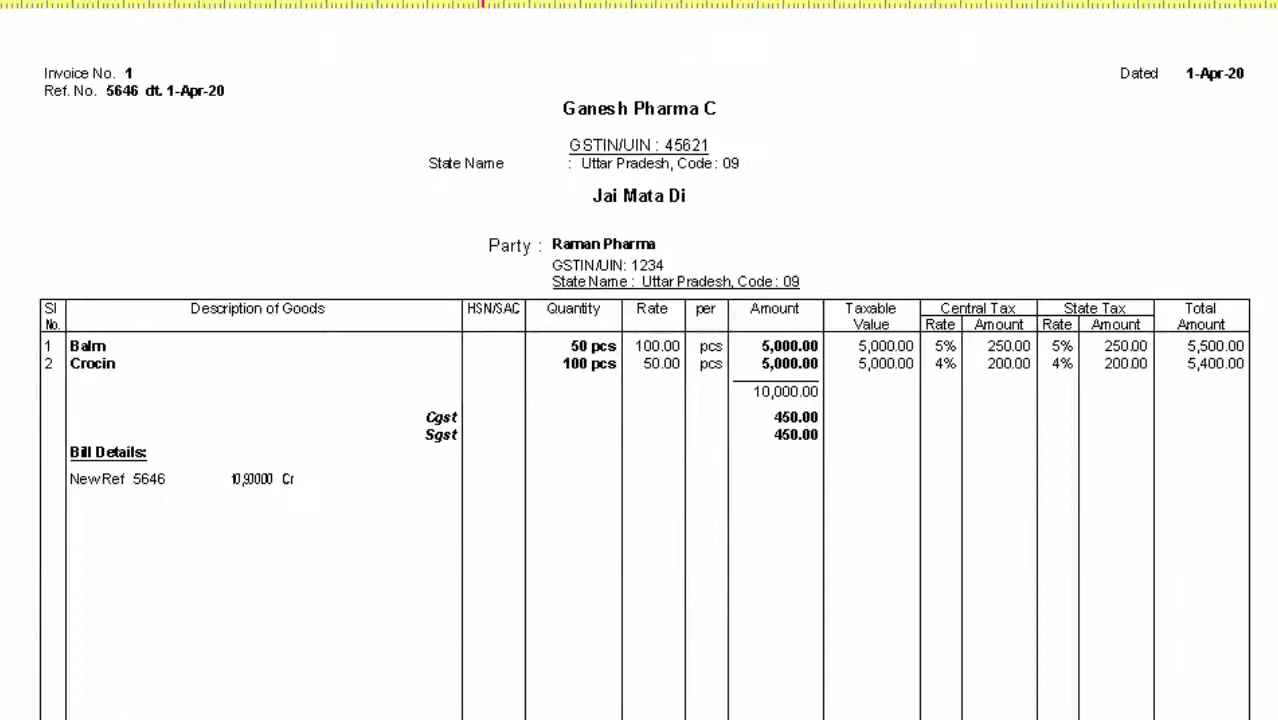 Invoice No. 1 Dated 1-Apr-20
Ref. No. 5646 dt. 1-Apr-20
Ganesh Pharma C
GSTIN/UIN : 45621
State Name : Uttar Pradesh, Code : 09
Jai Mata Di
Party : Raman Pharma
GSTIN/UIN: 1234
State Name : Uttar Pradesh, Code : 09
Sl Description of Goods HSN/SAC Quantity Rate per Amount Taxable Central Tax State Tax Total
No. Value Rate Amount Rate Amount Amount
1 Balm 50 pcs 100.00 pcs 5,000.00 5,000.00 5% 250.00 5% 250.00 5,500.00
2 Crocin 100 pcs 50.00 pcs 5,000.00 5,000.00 4% 200.00 4% 200.00 5,400.00
10,000.00
Cgst 450.00
Sgst 450.00
Bill Details:
New Ref 5646 10,900.00 Cr